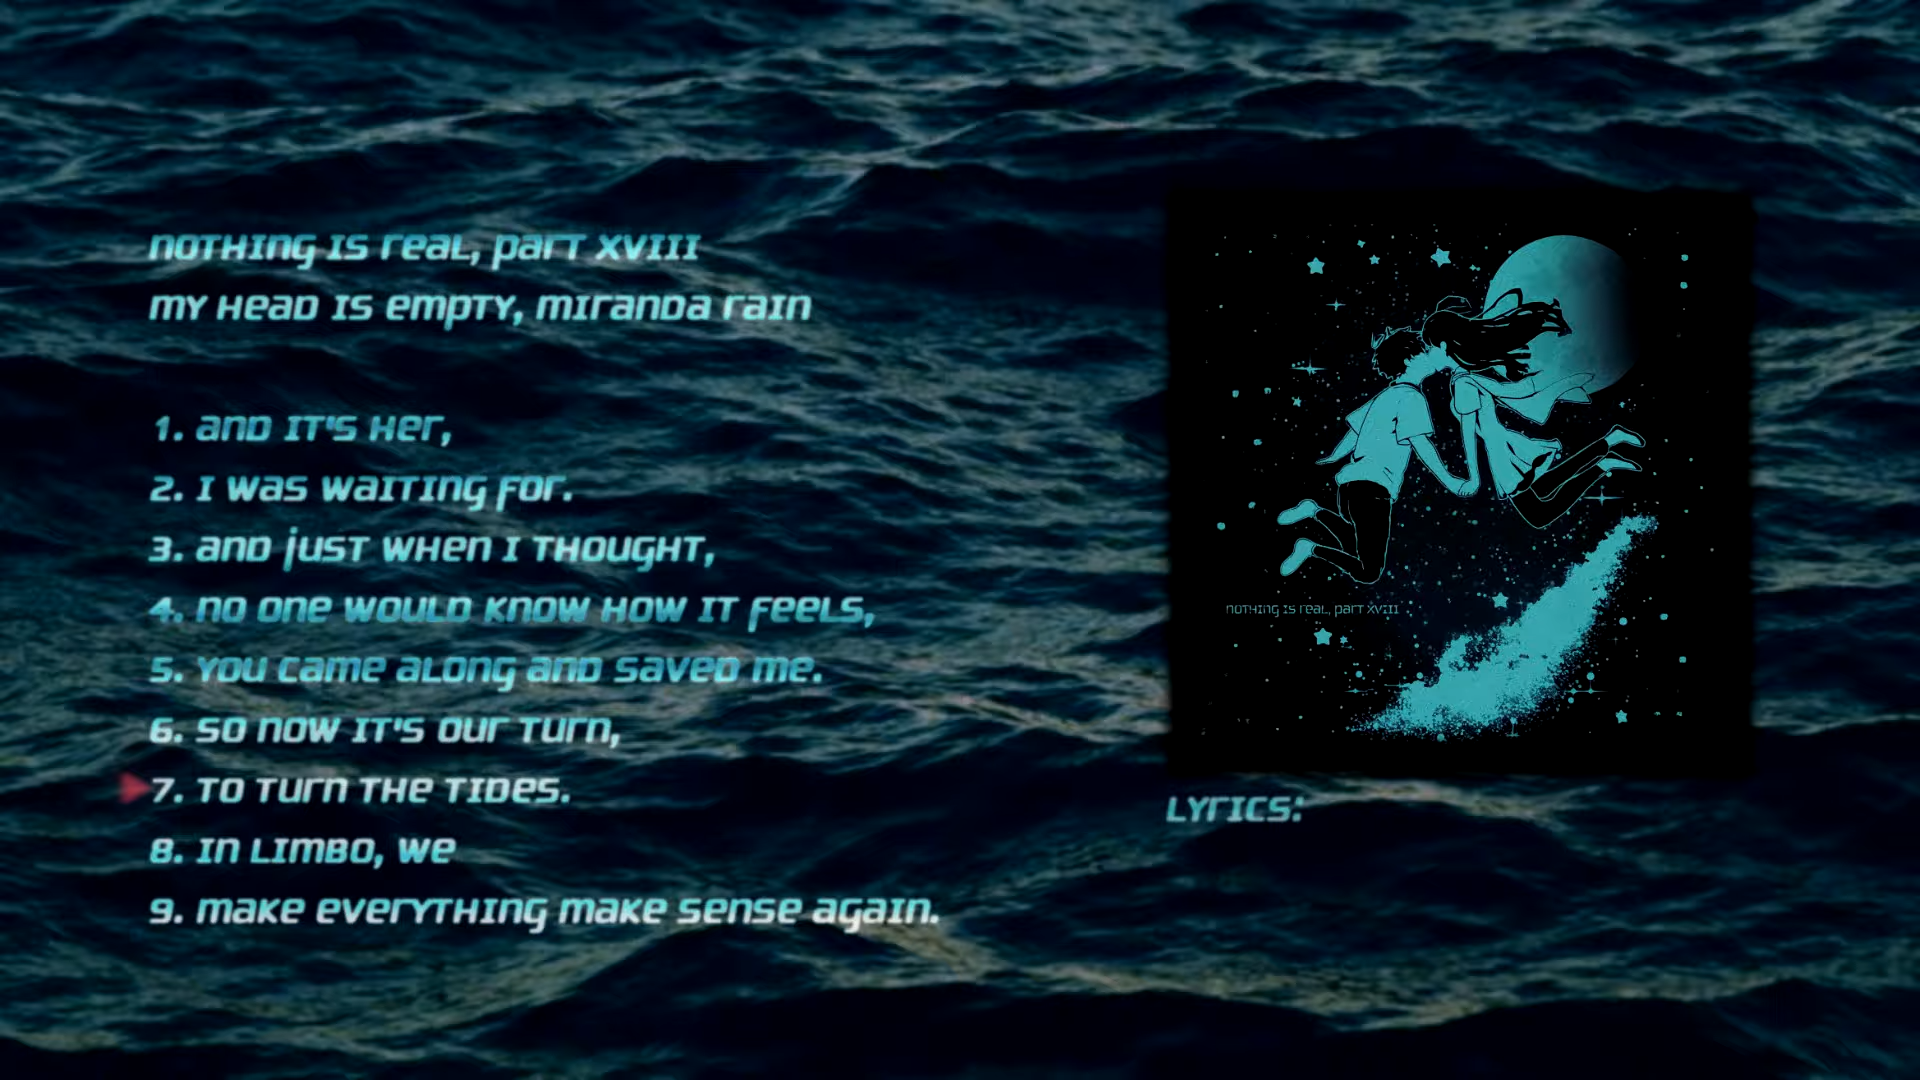 nothing is real, part XVIII
my head is empty, miranda rain
1. and it's her,
2. I was waiting for.
3. and just when I thought,
4. no one would know how it feels,
5. you came along and saved me.
6. so now it's our turn,
7. to turn the tides.
8. in limbo, we
9. make everything make sense again.
nothing is real, part XVIII
lyrics: